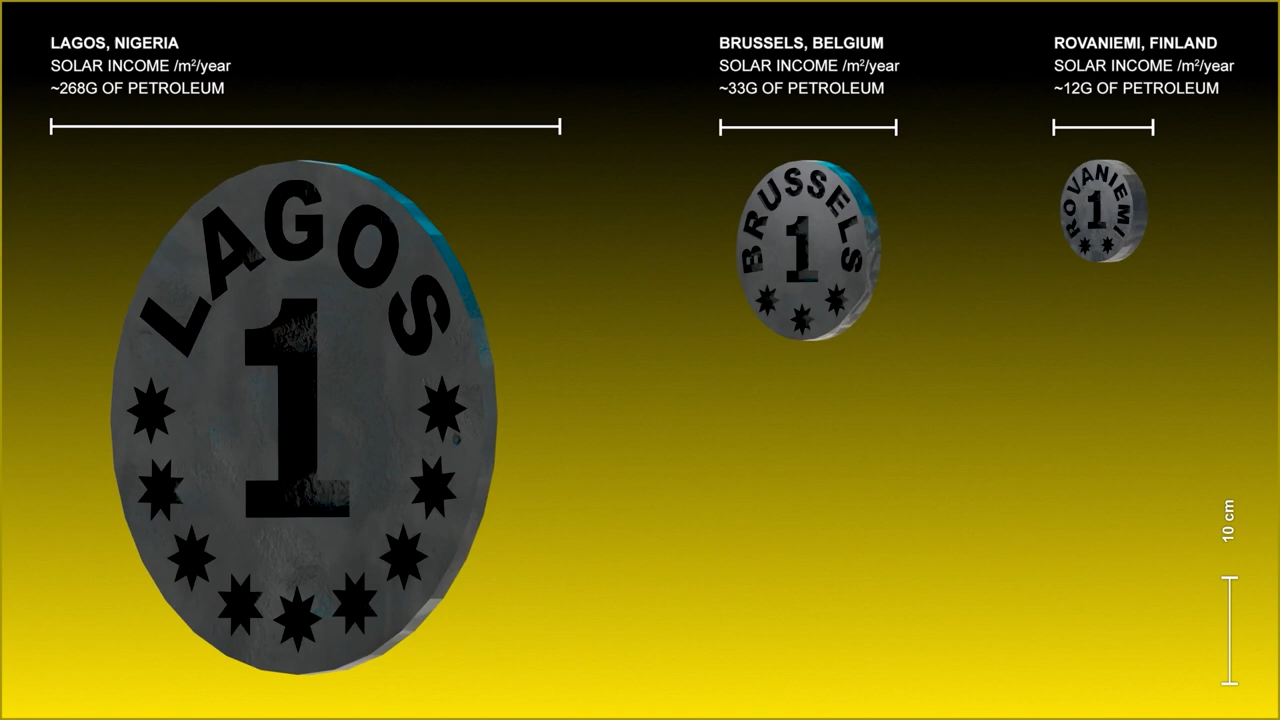 LAGOS, NIGERIA
SOLAR INCOME /m²/year
~268G OF PETROLEUM
BRUSSELS, BELGIUM
SOLAR INCOME /m²/year
~33G OF PETROLEUM
ROVANIEMI, FINLAND
SOLAR INCOME /m²/year
~12G OF PETROLEUM
LAGOS
1
BRUSSELS
1
ROVANIEMI
1
10 cm